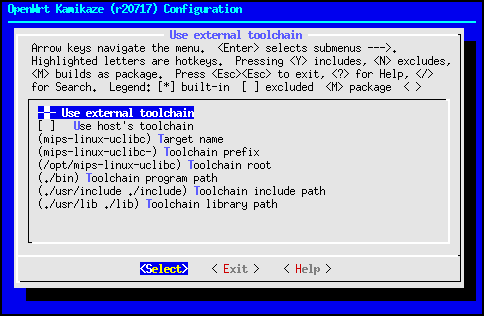 OpenWrt Kamikaze (r20717) Configuration
Use external toolchain
Arrow keys navigate the menu.  <Enter> selects submenus --->.
Highlighted letters are hotkeys.  Pressing <Y> includes, <N> excludes,
<M> builds as package.  Press <Esc><Esc> to exit, <?> for Help, </>
for Search.  Legend: [*] built-in  [ ] excluded  <M> package  < >
--- Use external toolchain
[ ]   Use host's toolchain
(mips-linux-uclibc) Target name
(mips-linux-uclibc-) Toolchain prefix
(/opt/mips-linux-uclibc) Toolchain root
(./bin) Toolchain program path
(./usr/include ./include) Toolchain include path
(./usr/lib ./lib) Toolchain library path
<Select>    < Exit >    < Help >